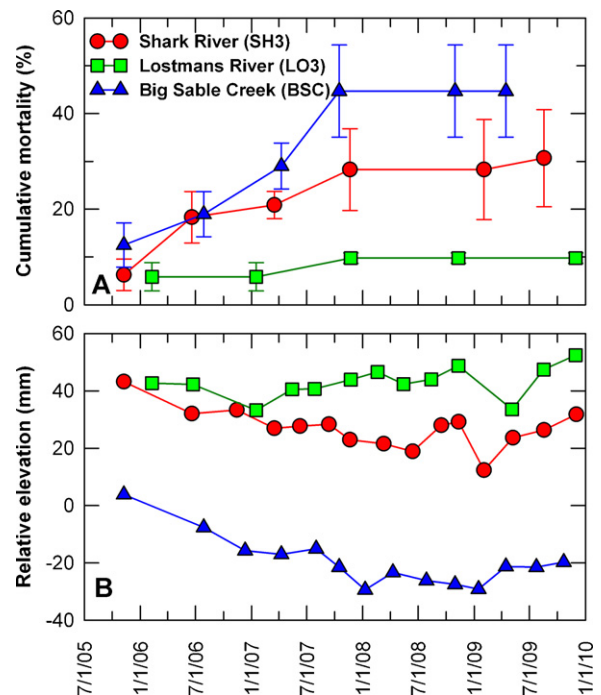 Cumulative mortality (%)
60
40
20
0
Shark River (SH3)
Lostmans River (LO3)
Big Sable Creek (BSC)
A
Relative elevation (mm)
60
40
20
0
-20
-40
B
7/1/05
1/1/06
7/1/06
1/1/07
7/1/07
1/1/08
7/1/08
1/1/09
7/1/09
1/1/10